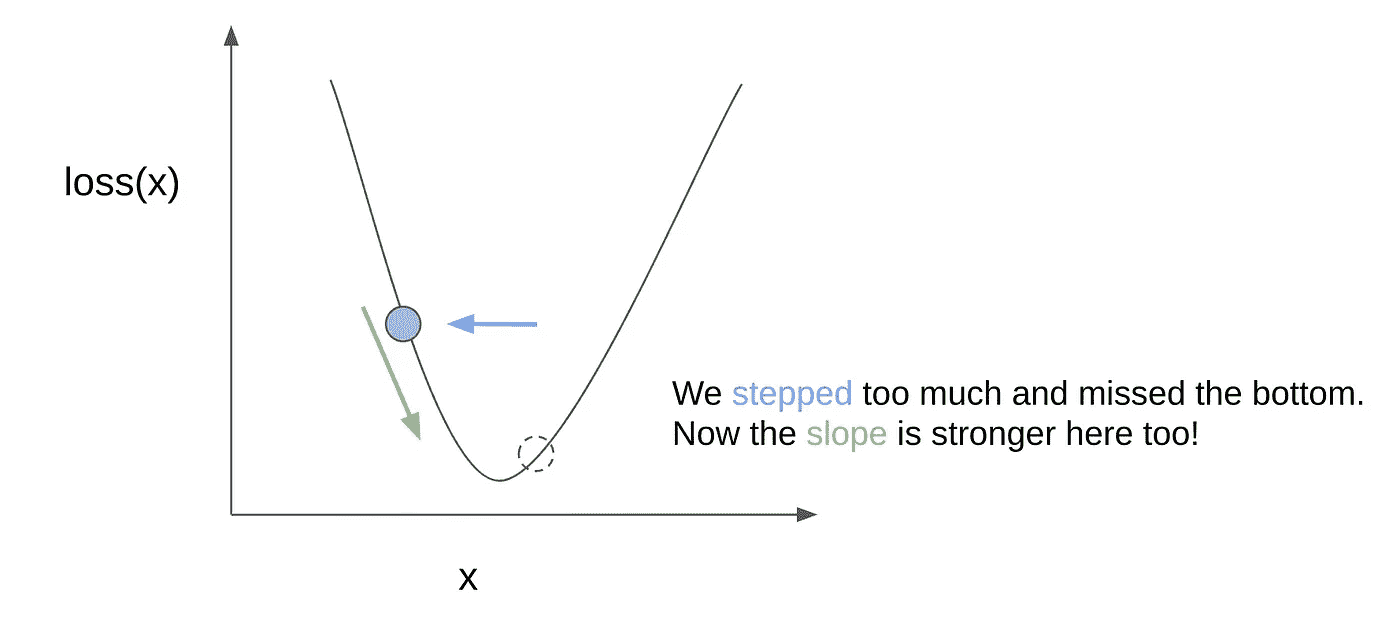 loss(x)
We stepped too much and missed the bottom.
Now the slope is stronger here too!
x